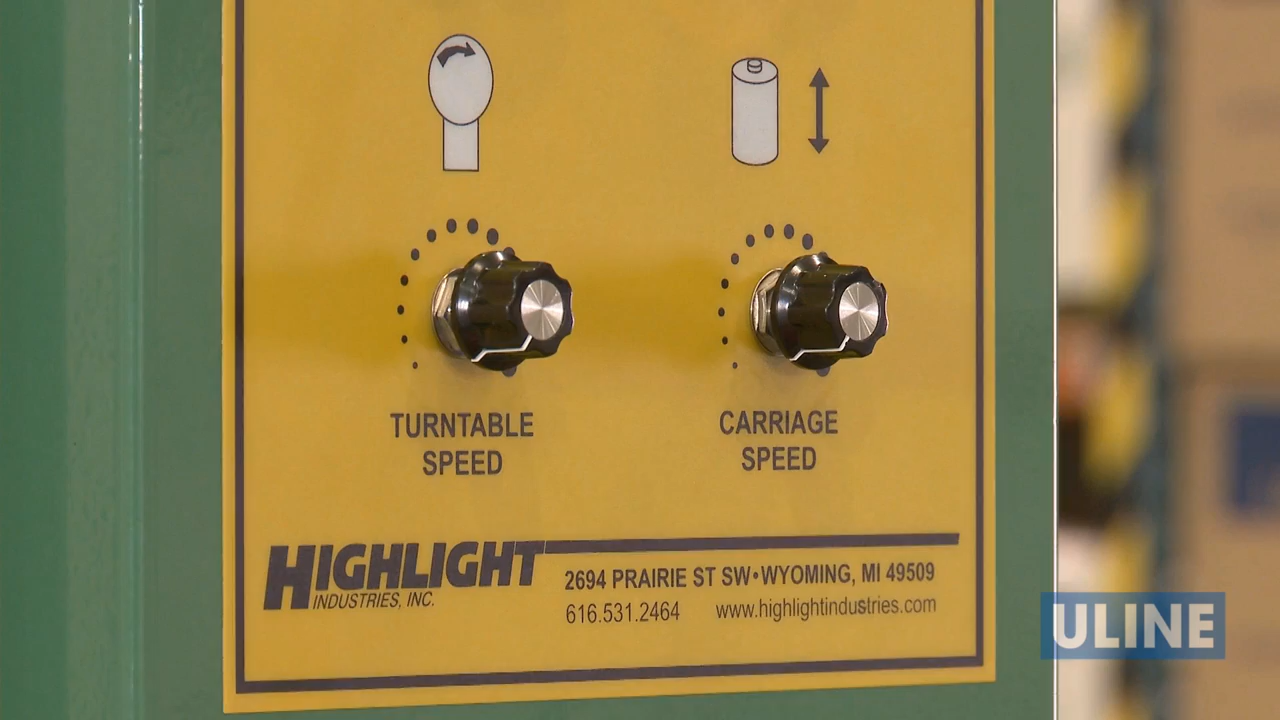 TURNTABLE
SPEED
CARRIAGE
SPEED
HIGHLIGHT
INDUSTRIES, INC.
2694 PRAIRIE ST SW•WYOMING, MI 49509
616.531.2464 www.highlightindustries.com
ULINE